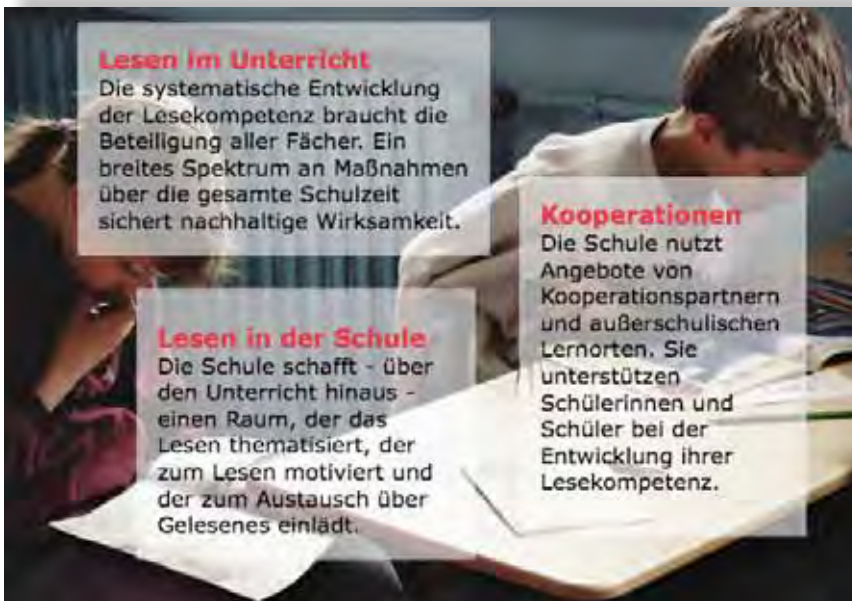 Lesen im Unterricht
Die systematische Entwicklung
der Lesekompetenz braucht die
Beteiligung aller Fächer. Ein
breites Spektrum an Maßnahmen
über die gesamte Schulzeit
sichert nachhaltige Wirksamkeit.
Lesen in der Schule
Die Schule schafft - über
den Unterricht hinaus -
einen Raum, der das
Lesen thematisiert, der
zum Lesen motiviert und
der zum Austausch über
Gelesenes einlädt.
Kooperationen
Die Schule nutzt
Angebote von
Kooperationspartnern
und außerschulischen
Lernorten. Sie
unterstützen
Schülerinnen und
Schüler bei der
Entwicklung ihrer
Lesekompetenz.